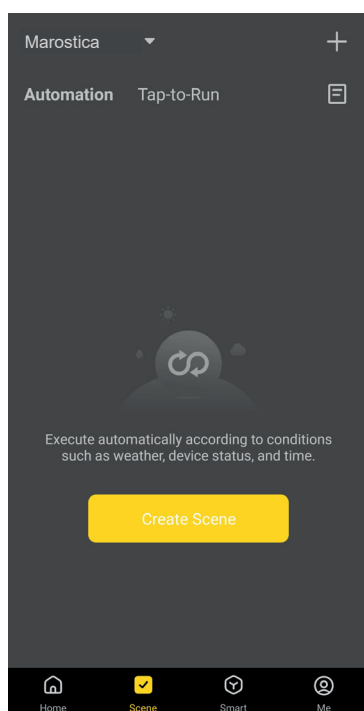 Marostica
Automation Tap-to-Run
Execute automatically according to conditions
such as weather, device status, and time.
Create Scene
Home Scene Smart Me